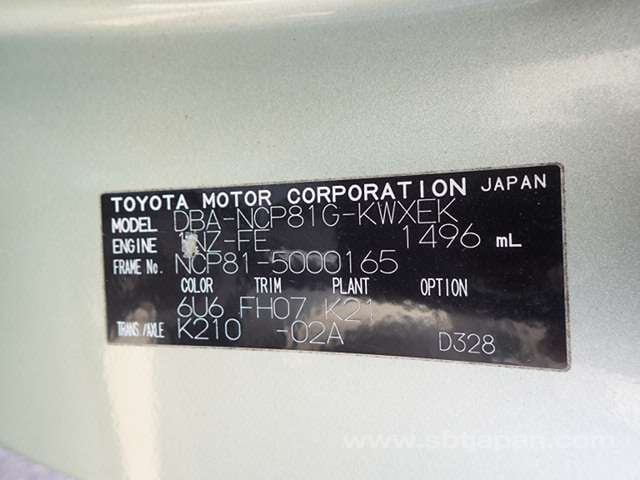 TOYOTA MOTOR CORPORATION JAPAN
MODEL DBA-NCP81G-KWXEK
ENGINE 1NZ-FE 1496 mL
FRAME No. NCP81-5000165
COLOR TRIM PLANT OPTION
6U6 FH07 K21
TRANS/AXLE K210 -02A D328
www.sbtjapan.com